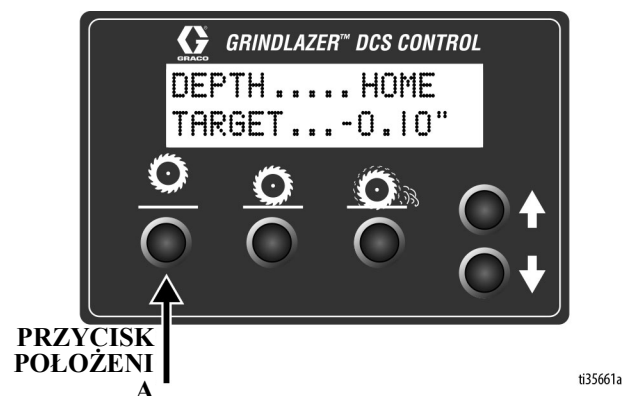 GRACO
GRINDLAZER™ DCS CONTROL
DEPTH.....HOME
TARGET...-0.10"
PRZYCISK
POŁOŻENI
A
ti35661a